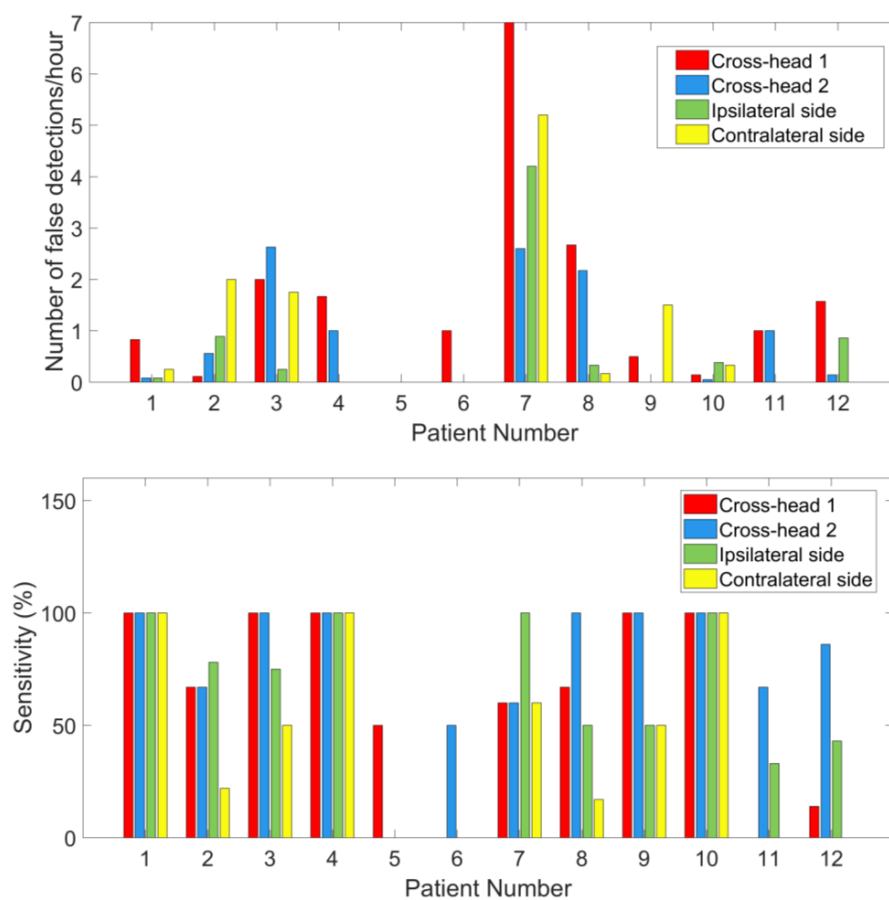 Number of false detections/hour
7
6
5
4
3
2
1
0
Cross-head 1
Cross-head 2
Ipsilateral side
Contralateral side
1 2 3 4 5 6 7 8 9 10 11 12
Patient Number
Sensitivity (%)
150
100
50
0
Cross-head 1
Cross-head 2
Ipsilateral side
Contralateral side
1 2 3 4 5 6 7 8 9 10 11 12
Patient Number